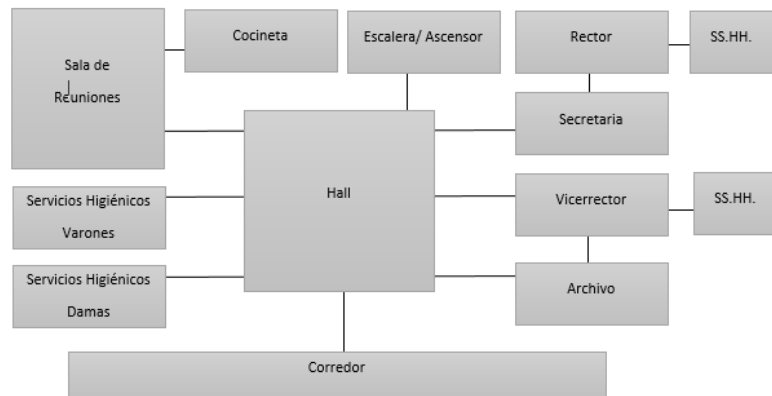 Cocineta
Escalera/ Ascensor
Rector
SS.HH.
Sala de
Reuniones
Secretaria
Hall
Servicios Higiénicos
Varones
Vicerrector
SS.HH.
Servicios Higiénicos
Damas
Archivo
Corredor